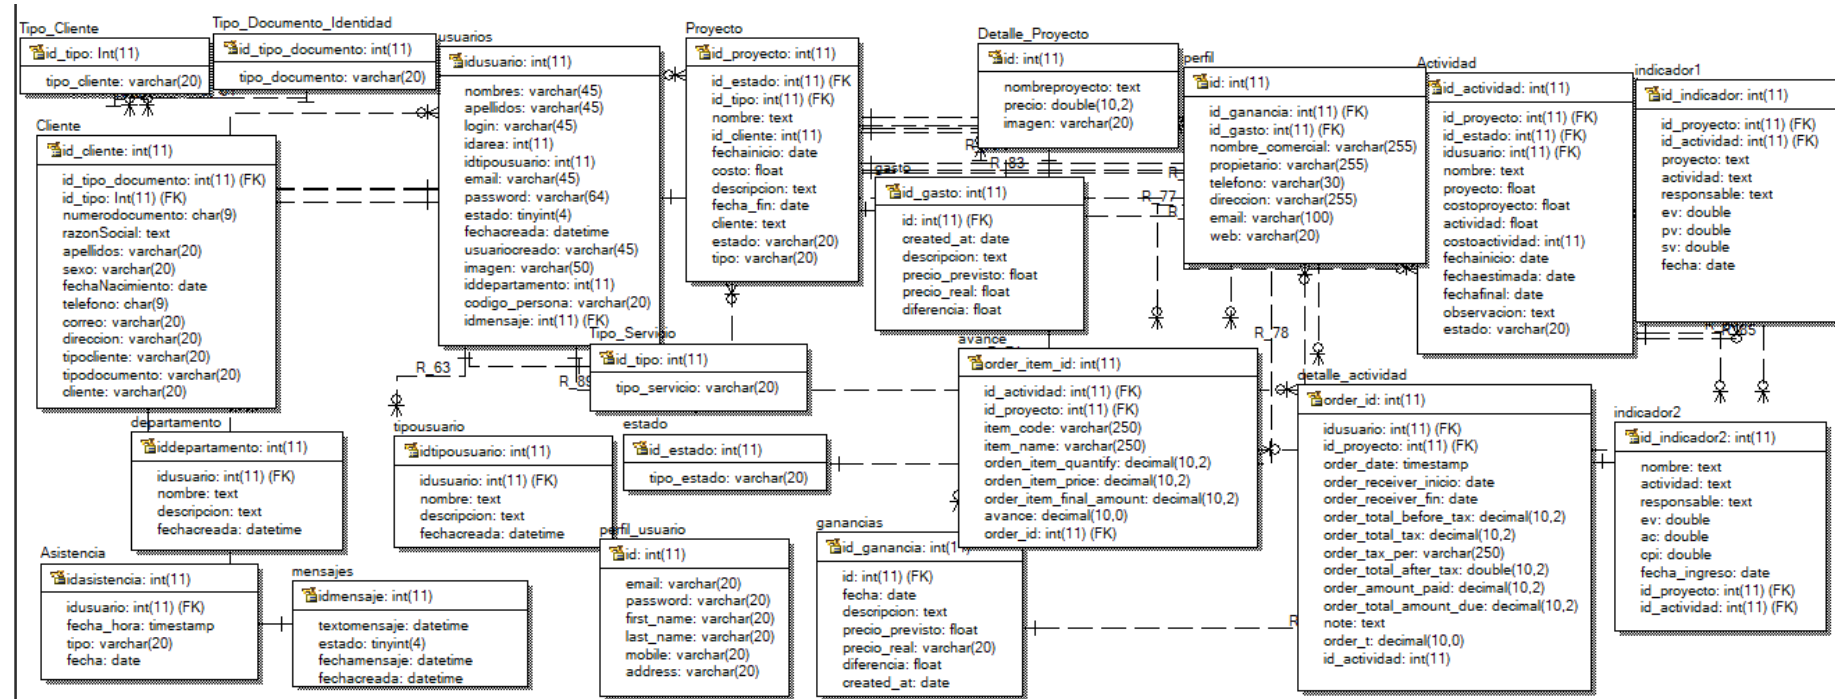 Tipo_Cliente
id_tipo: Int(11)
tipo_cliente: varchar(20)
Tipo_Documento_Identidad
id_tipo_documento: int(11)
tipo_documento: varchar(20)
usuarios
idusuario: int(11)
nombres: varchar(45)
apellidos: varchar(45)
login: varchar(45)
idarea: int(11)
idtipousuario: int(11)
email: varchar(45)
password: varchar(64)
estado: tinyint(4)
fechacreada: datetime
usuariocreado: varchar(45)
imagen: varchar(50)
iddepartamento: int(11)
codigo_persona: varchar(20)
idmensaje: int(11) (FK)
Proyecto
id_proyecto: int(11)
id_estado: int(11) (FK
id_tipo: int(11) (FK)
nombre: text
id_cliente: int(11)
fechainicio: date
costo: float
descripcion: text
fecha_fin: date
cliente: text
estado: varchar(20)
tipo: varchar(20)
Detalle_Proyecto
id: int(11)
nombreproyecto: text
precio: double(10,2)
imagen: varchar(20)
perfil
id: int(11)
id_ganancia: int(11) (FK)
id_gasto: int(11) (FK)
nombre_comercial: varchar(255)
propietario: varchar(255)
telefono: varchar(30)
direccion: varchar(255)
email: varchar(100)
web: varchar(20)
Actividad
id_actividad: int(11)
id_proyecto: int(11) (FK)
id_estado: int(11) (FK)
idusuario: int(11) (FK)
nombre: text
proyecto: float
costoproyecto: float
actividad: float
costoactividad: int(11)
fechainicio: date
fechaestimada: date
fechafinal: date
observacion: text
estado: varchar(20)
indicador1
id_indicador: int(11)
id_proyecto: int(11) (FK)
id_actividad: int(11) (FK)
proyecto: text
actividad: text
responsable: text
ev: double
pv: double
sv: double
fecha: date
Cliente
id_cliente: int(11)
id_tipo_documento: int(11) (FK)
id_tipo: Int(11) (FK)
numerodocumento: char(9)
razonSocial: text
apellidos: varchar(20)
sexo: varchar(20)
fechaNacimiento: date
telefono: char(9)
correo: varchar(20)
direccion: varchar(20)
tipocliente: varchar(20)
tipodocumento: varchar(20)
cliente: varchar(20)
gasto
id_gasto: int(11)
id: int(11) (FK)
created_at: date
descripcion: text
precio_previsto: float
precio_real: float
diferencia: float
R_83
R_77
R_78
R_63
Tipo_Servicio
id_tipo: int(11)
tipo_servicio: varchar(20)
avance
order_item_id: int(11)
id_actividad: int(11) (FK)
id_proyecto: int(11) (FK)
item_code: varchar(250)
item_name: varchar(250)
orden_item_quantify: decimal(10,2)
orden_item_price: decimal(10,2)
order_item_final_amount: decimal(10,2)
avance: decimal(10,0)
order_id: int(11) (FK)
detalle_actividad
order_id: int(11)
idusuario: int(11) (FK)
id_proyecto: int(11) (FK)
order_date: timestamp
order_receiver_inicio: date
order_receiver_fin: date
order_total_before_tax: decimal(10,2)
order_total_tax: decimal(10,2)
order_tax_per: varchar(250)
order_total_after_tax: double(10,2)
order_amount_paid: decimal(10,2)
order_total_amount_due: decimal(10,2)
note: text
order_t: decimal(10,0)
id_actividad: int(11)
indicador2
id_indicador2: int(11)
nombre: text
actividad: text
responsable: text
ev: double
ac: double
cpi: double
fecha_ingreso: date
id_proyecto: int(11) (FK)
id_actividad: int(11) (FK)
departamento
iddepartamento: int(11)
idusuario: int(11) (FK)
nombre: text
descripcion: text
fechacreada: datetime
tipousuario
idtipousuario: int(11)
idusuario: int(11) (FK)
nombre: text
descripcion: text
fechacreada: datetime
estado
id_estado: int(11)
tipo_estado: varchar(20)
perfil_usuario
id: int(11)
email: varchar(20)
password: varchar(20)
first_name: varchar(20)
last_name: varchar(20)
mobile: varchar(20)
address: varchar(20)
ganancias
id_ganancia: int(1
id: int(11) (FK)
fecha: date
descripcion: text
precio_previsto: float
precio_real: varchar(20)
diferencia: float
created_at: date
Asistencia
idasistencia: int(11)
idusuario: int(11) (FK)
fecha_hora: timestamp
tipo: varchar(20)
fecha: date
mensajes
idmensaje: int(11)
textomensaje: datetime
estado: tinyint(4)
fechamensaje: datetime
fechacreada: datetime